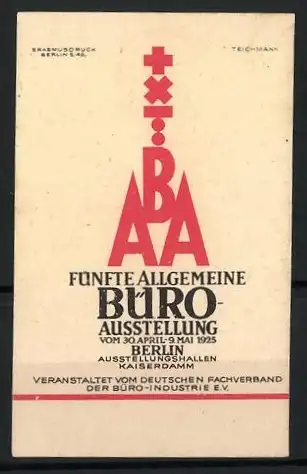 ERASMUSDRUCK
BERLIN S.42.
TEICHMANN
+
×
÷
ABA
FÜNFTE ALLGEMEINE
BÜRO-
AUSSTELLUNG
VOM 30. APRIL-9. MAI 1925
BERLIN
AUSSTELLUNGSHALLEN
KAISERDAMM
VERANSTALTET VOM DEUTSCHEN FACHVERBAND
DER BÜRO-INDUSTRIE E.V.